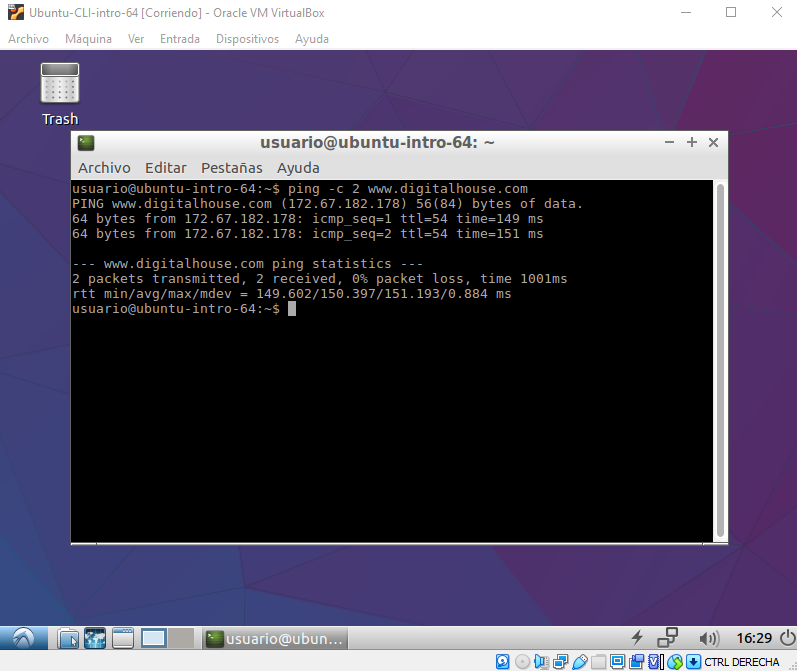 Ubuntu-CLI-intro-64 [Corriendo] - Oracle VM VirtualBox
Archivo Máquina Ver Entrada Dispositivos Ayuda
Trash
usuario@ubuntu-intro-64: ~
Archivo Editar Pestañas Ayuda
usuario@ubuntu-intro-64:~$ ping -c 2 www.digitalhouse.com
PING www.digitalhouse.com (172.67.182.178) 56(84) bytes of data.
64 bytes from 172.67.182.178: icmp_seq=1 ttl=54 time=149 ms
64 bytes from 172.67.182.178: icmp_seq=2 ttl=54 time=151 ms
--- www.digitalhouse.com ping statistics ---
2 packets transmitted, 2 received, 0% packet loss, time 1001ms
rtt min/avg/max/mdev = 149.602/150.397/151.193/0.884 ms
usuario@ubuntu-intro-64:~$
usuario@ubun...
16:29
CTRL DERECHA